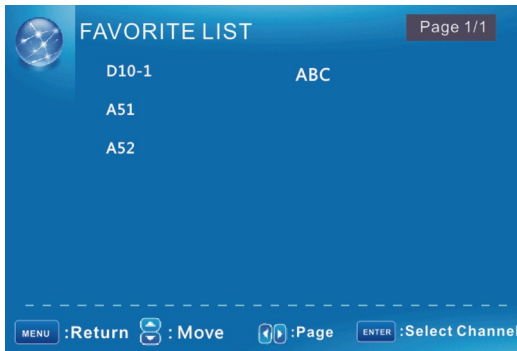 FAVORITE LIST Page 1/1
D10-1 ABC
A51
A52
MENU :Return : Move :Page ENTER :Select Channel